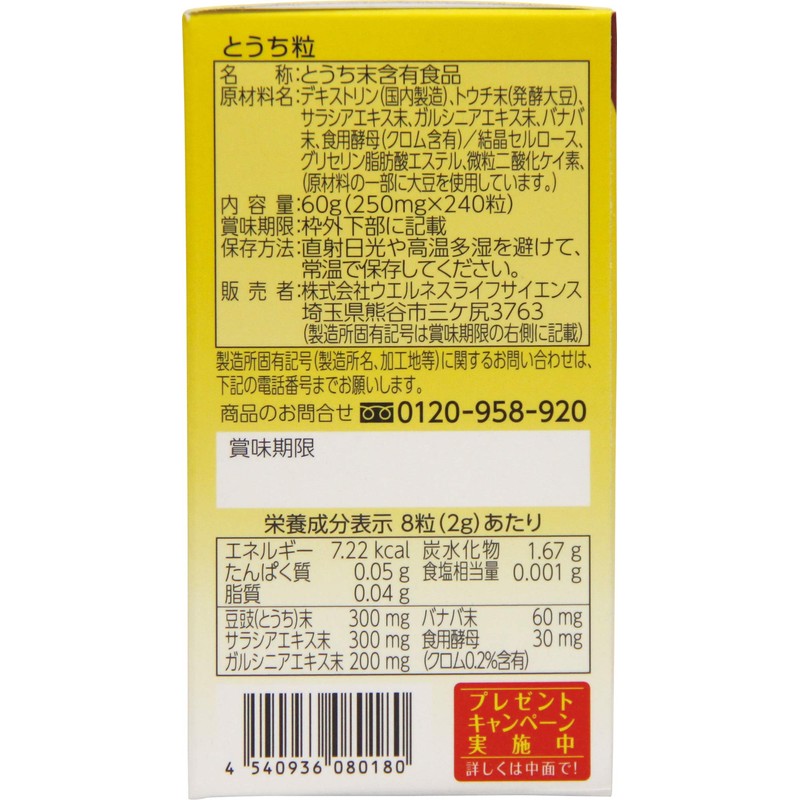 とうち粒
名称:とうち末含有食品
原材料名:デキストリン(国内製造)、トウチ末(発酵大豆)、
サラシアエキス末、ガルシニアエキス末、バナバ
末、食用酵母(クロム含有)/結晶セルロース、
グリセリン脂肪酸エステル、微粒二酸化ケイ素、
(原材料の一部に大豆を使用しています。)
内容量:60g(250mg×240粒)
賞味期限:枠外下部に記載
保存方法:直射日光や高温多湿を避けて、
常温で保存してください。
販売者:株式会社ウエルネスライフサイエンス
埼玉県熊谷市三ケ尻3763
(製造所固有記号は賞味期限の右側に記載)
製造所固有記号(製造所名、加工地等)に関するお問い合わせは、
下記の電話番号までお願いします。
商品のお問合せ 0120-958-920
賞味期限
栄養成分表示 8粒(2g)あたり
エネルギー 7.22 kcal 炭水化物 1.67 g
たんぱく質 0.05 g 食塩相当量 0.001 g
脂質 0.04 g
豆豉(とうち)末 300 mg バナバ末 60 mg
サラシアエキス末 300 mg 食用酵母 30 mg
ガルシニアエキス末 200 mg (クロム0.2%含有)
プレゼント
キャンペーン
実施中
詳しくは中面で!
4 540936 080180